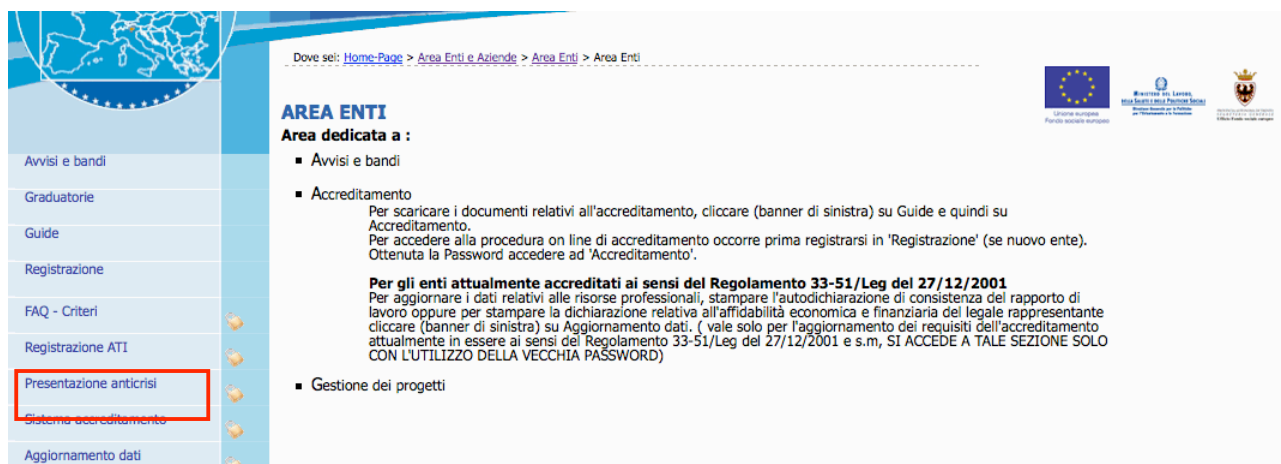 Dove sei: Home-Page > Area Enti e Aziende > Area Enti > Area Enti
Unione europea
Fondo sociale europeo
Ministero del Lavoro,
della Salute e delle Politiche Sociali
AREA ENTI
Area dedicata a :
Avvisi e bandi
Graduatorie
Guide
Registrazione
FAQ - Criteri
Registrazione ATI
Presentazione anticrisi
Sistema accreditamento
Aggiornamento dati
▪ Avvisi e bandi
▪ Accreditamento
Per scaricare i documenti relativi all'accreditamento, cliccare (banner di sinistra) su Guide e quindi su
Accreditamento.
Per accedere alla procedura on line di accreditamento occorre prima registrarsi in 'Registrazione' (se nuovo ente).
Ottenuta la Password accedere ad 'Accreditamento'.
Per gli enti attualmente accreditati ai sensi del Regolamento 33-51/Leg del 27/12/2001
Per aggiornare i dati relativi alle risorse professionali, stampare l'autodichiarazione di consistenza del rapporto di
lavoro oppure per stampare la dichiarazione relativa all'affidabilità economica e finanziaria del legale rappresentante
cliccare (banner di sinistra) su Aggiornamento dati. ( vale solo per l'aggiornamento dei requisiti dell'accreditamento
attualmente in essere ai sensi del Regolamento 33-51/Leg del 27/12/2001 e s.m, SI ACCEDE A TALE SEZIONE SOLO
CON L'UTILIZZO DELLA VECCHIA PASSWORD)
▪ Gestione dei progetti